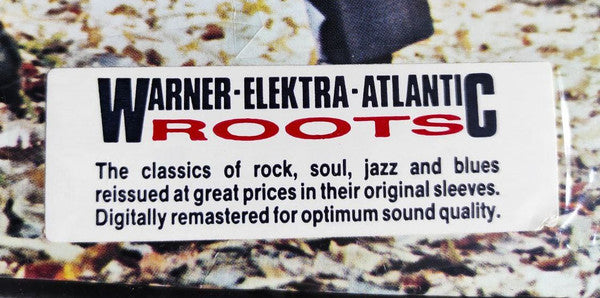 WARNER-ELEKTRA-ATLANTIC
ROOTS
The classics of rock, soul, jazz and blues
reissued at great prices in their original sleeves.
Digitally remastered for optimum sound quality.